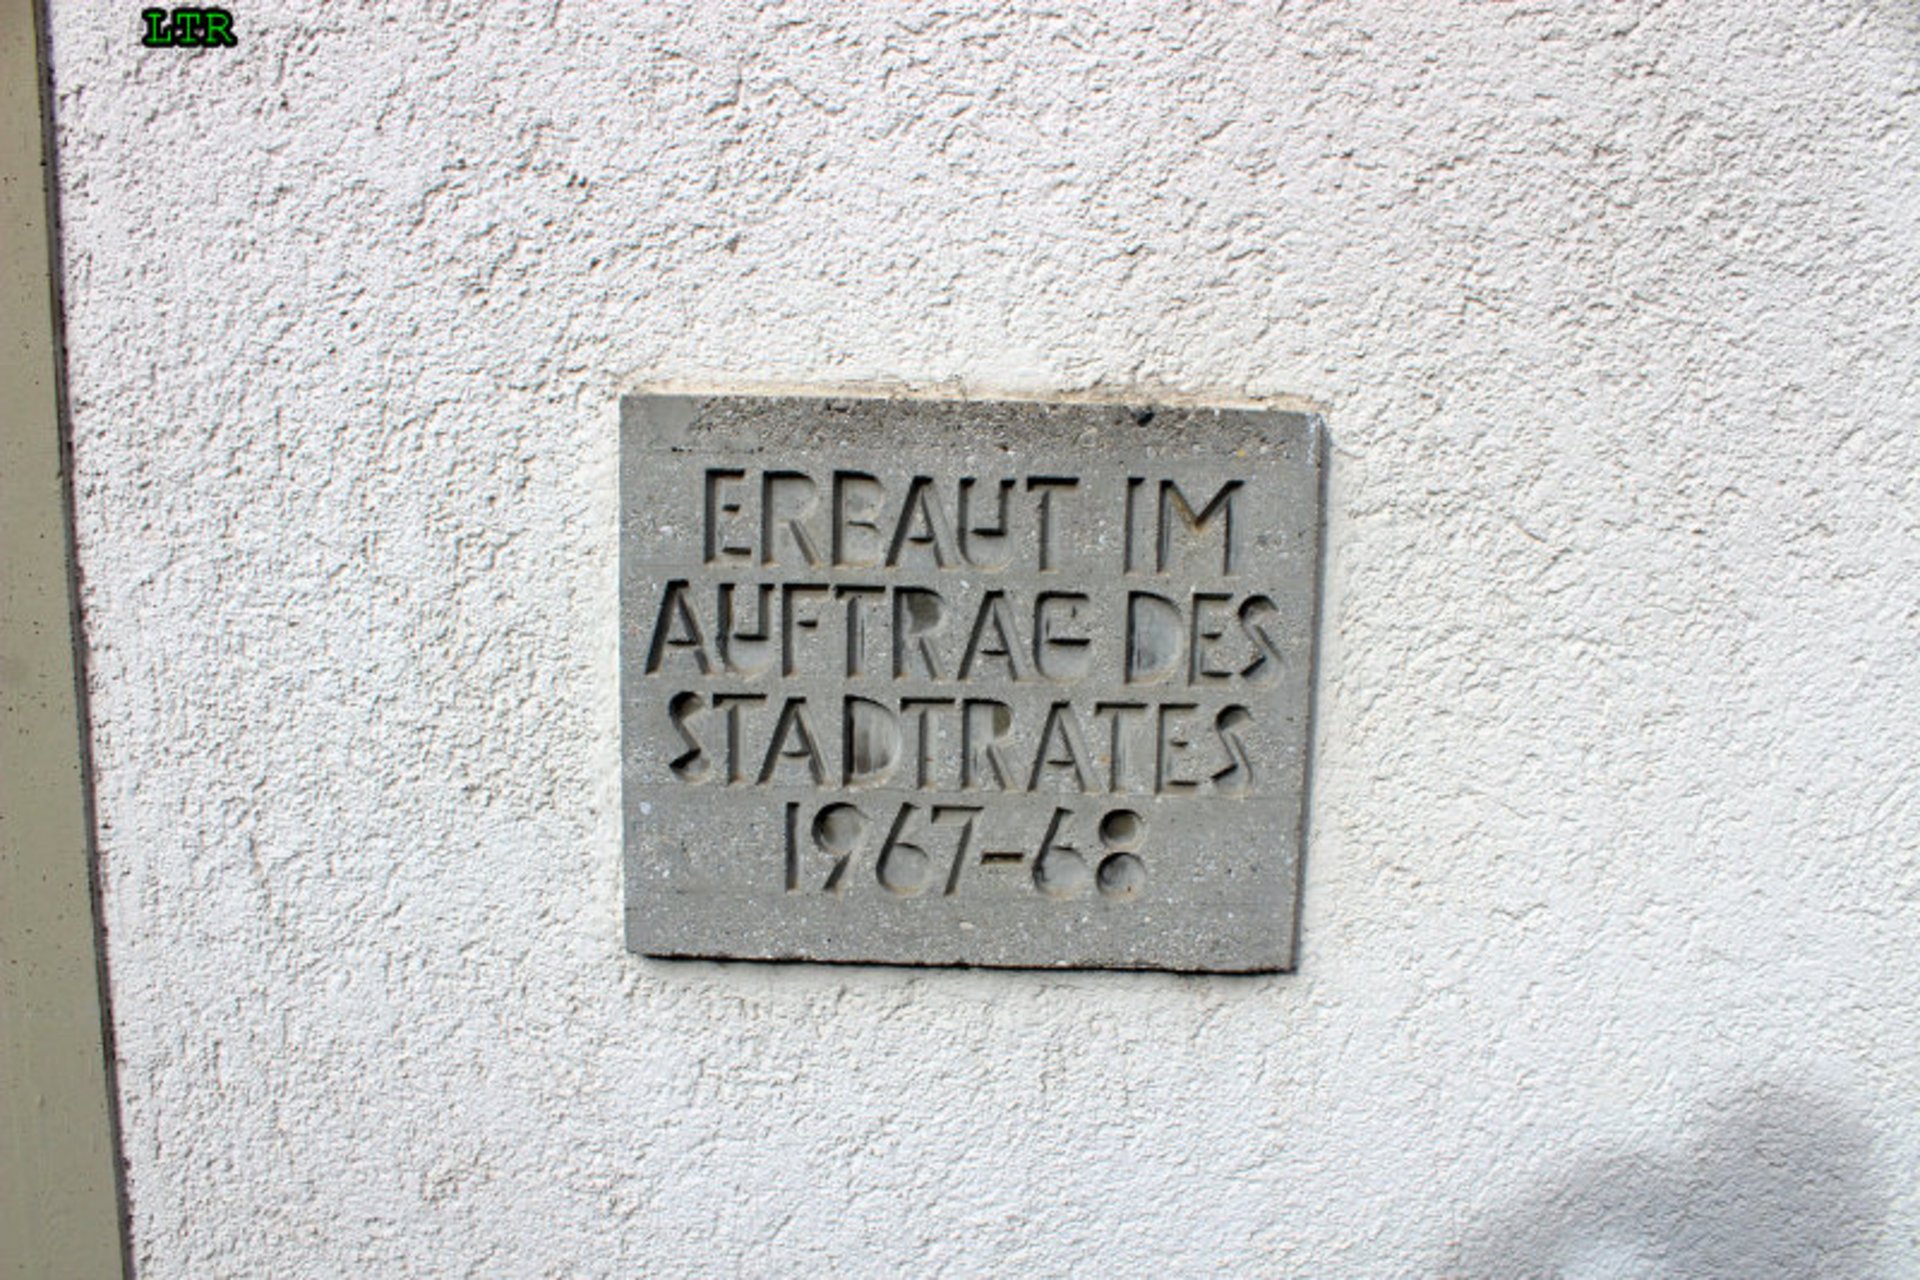 LTR
ERBAUT IM
AUFTRAG DES
STADTRATES
1967-68